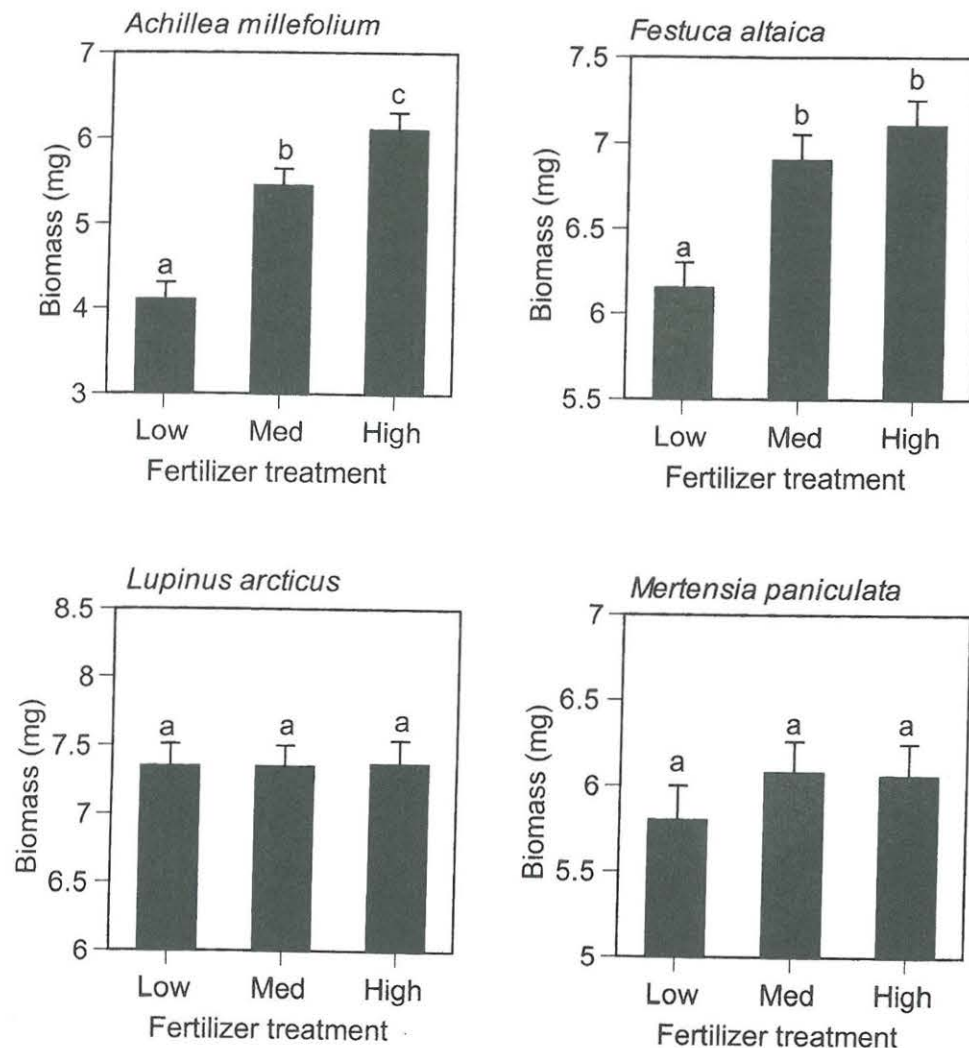 Achillea millefolium
7
6
5
4
3
Biomass (mg)
a
b
c
Low Med High
Fertilizer treatment
Festuca altaica
7.5
7
6.5
6
5.5
Biomass (mg)
a
b
b
Low Med High
Fertilizer treatment
Lupinus arcticus
8.5
8
7.5
7
6.5
6
Biomass (mg)
a a a
Low Med High
Fertilizer treatment
Mertensia paniculata
7
6.5
6
5.5
5
Biomass (mg)
a
a
a
Low Med High
Fertilizer treatment